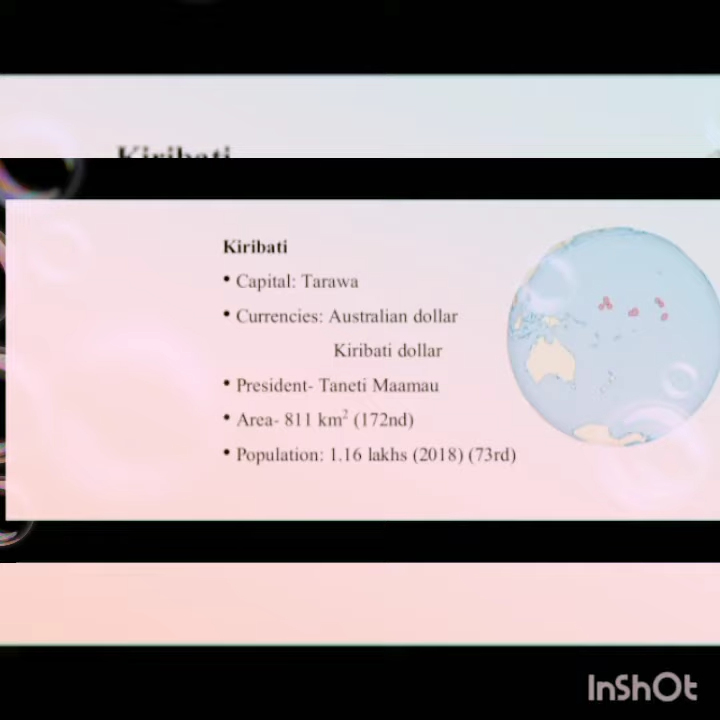 Kiribati
Kiribati
• Capital: Tarawa
• Currencies: Australian dollar
Kiribati dollar
• President- Taneti Maamau
• Area- 811 km² (172nd)
• Population: 1.16 lakhs (2018) (73rd)
InShOt